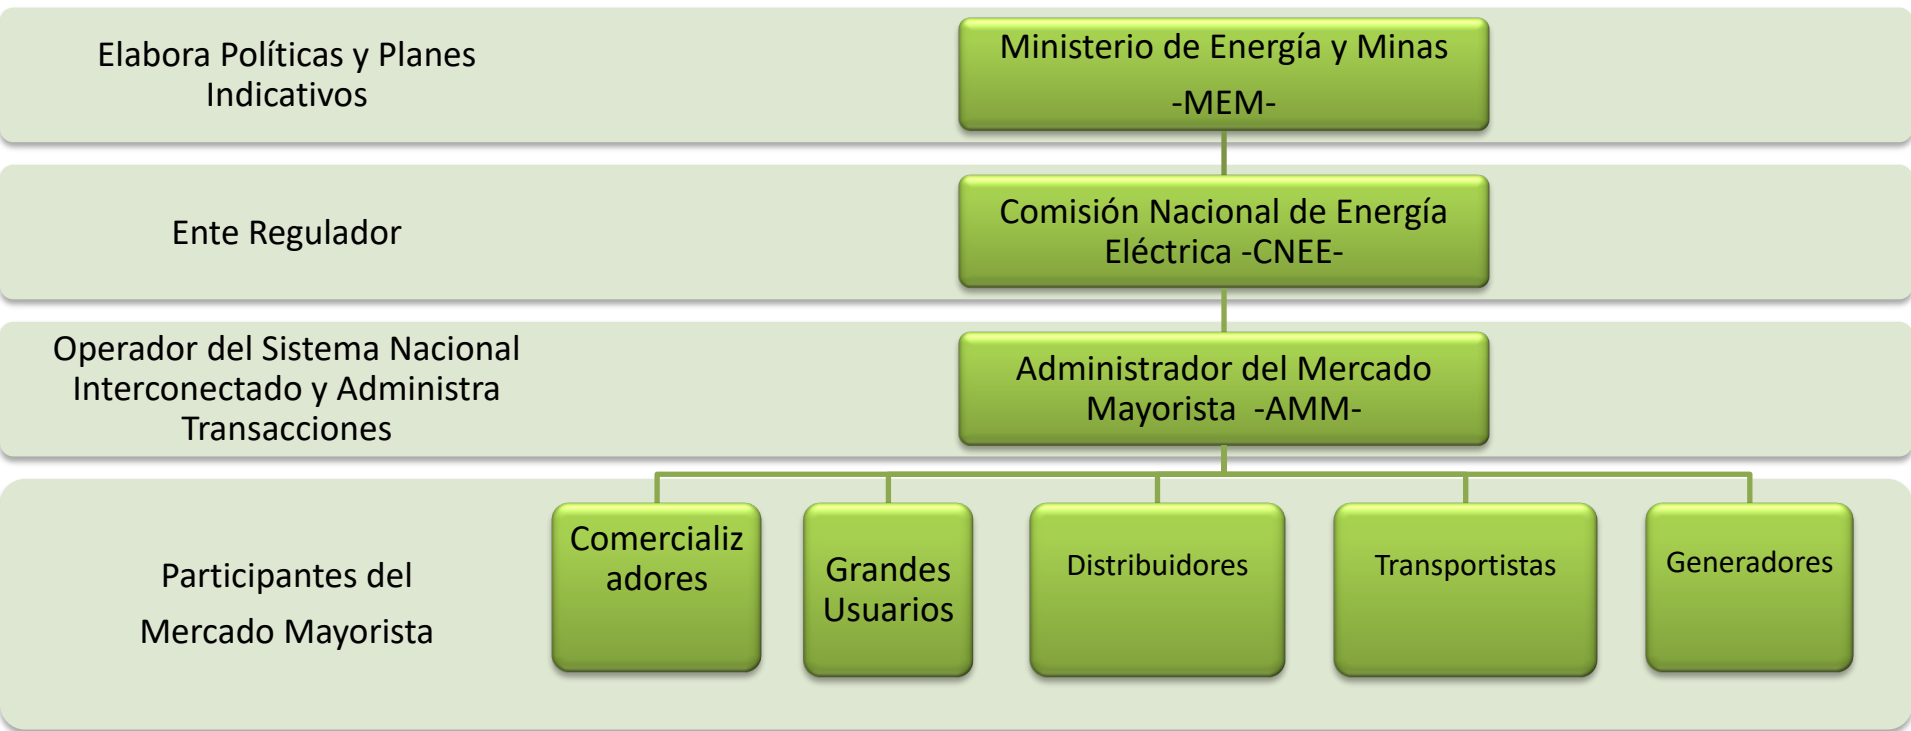 Elabora Políticas y Planes
Indicativos
Ministerio de Energía y Minas
-MEM-
Ente Regulador
Comisión Nacional de Energía
Eléctrica -CNEE-
Operador del Sistema Nacional
Interconectado y Administra
Transacciones
Administrador del Mercado
Mayorista -AMM-
Participantes del
Mercado Mayorista
Comercializ
adores
Grandes
Usuarios
Distribuidores
Transportistas
Generadores